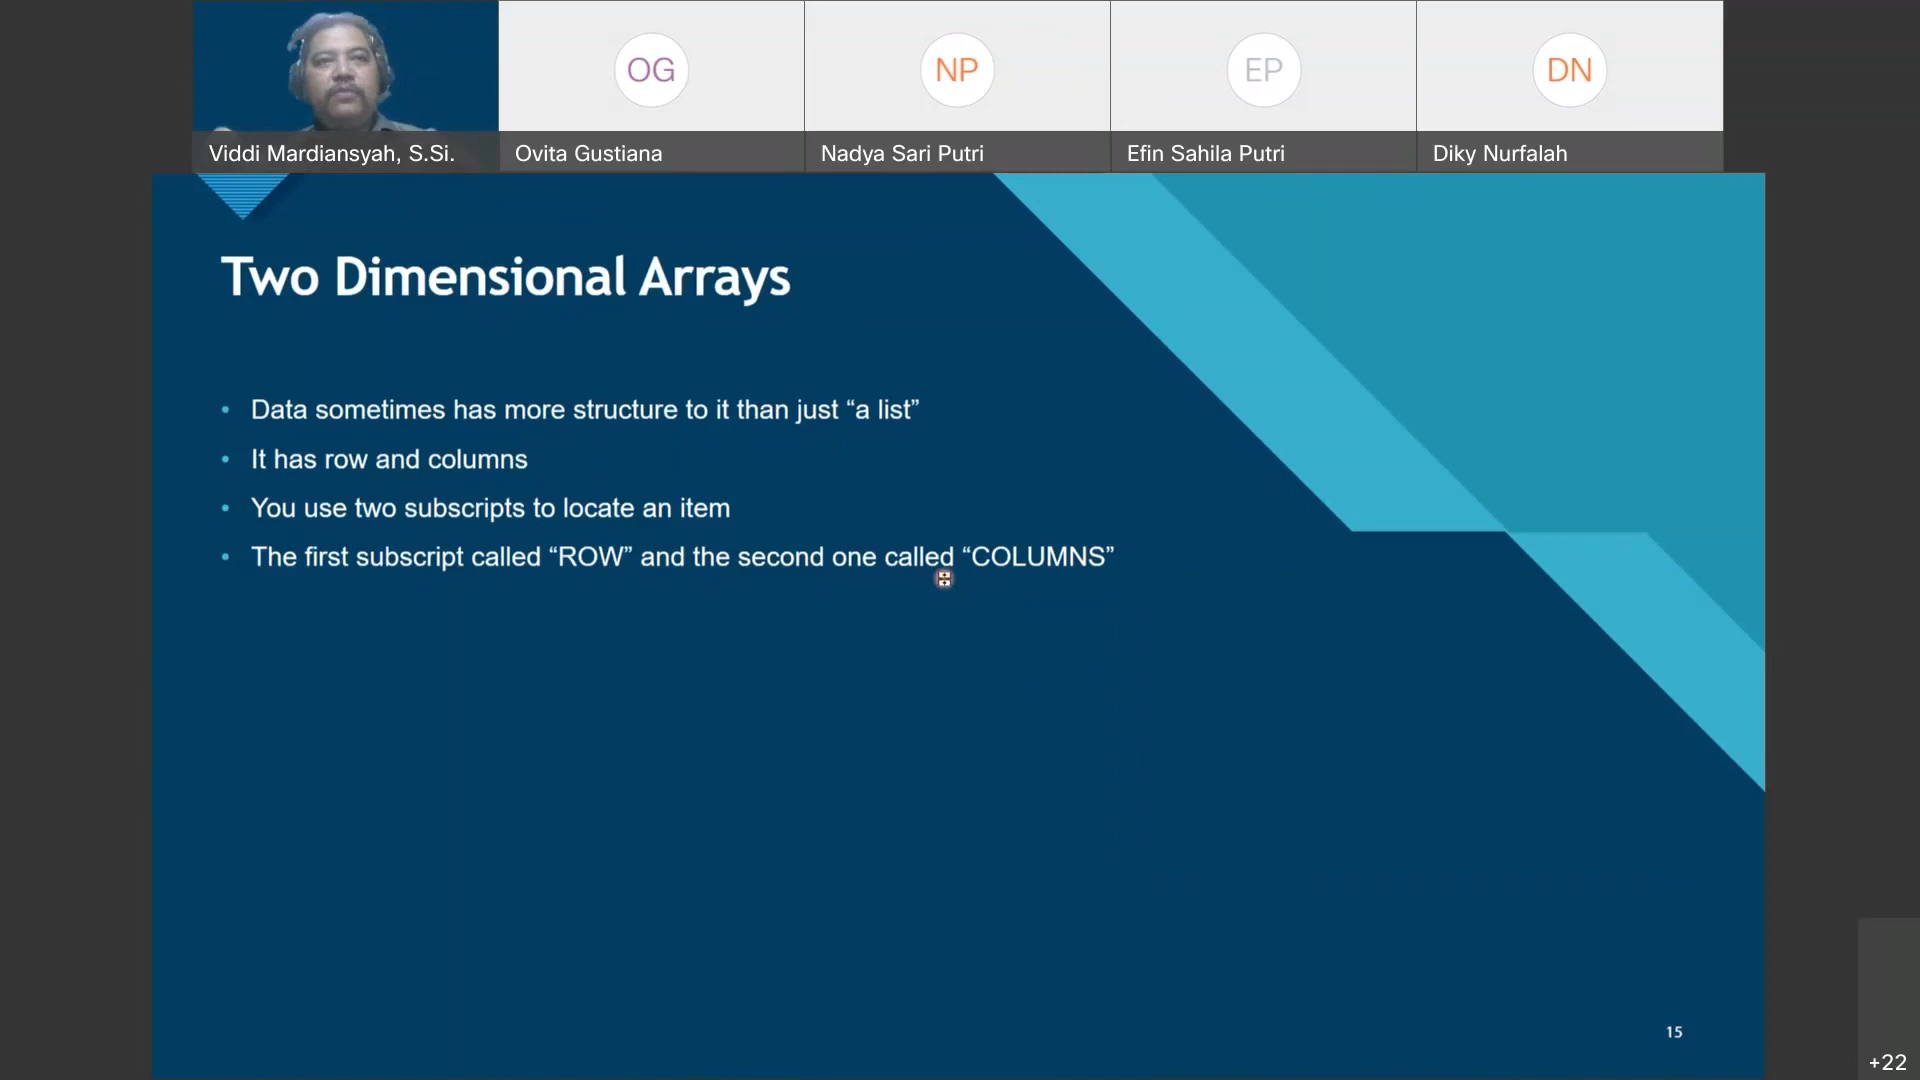 OG
NP
EP
DN
Viddi Mardiansyah, S.Si.
Ovita Gustiana
Nadya Sari Putri
Efin Sahila Putri
Diky Nurfalah
Two Dimensional Arrays
• Data sometimes has more structure to it than just “a list”
• It has row and columns
• You use two subscripts to locate an item
• The first subscript called “ROW” and the second one called “COLUMNS”
15
+22